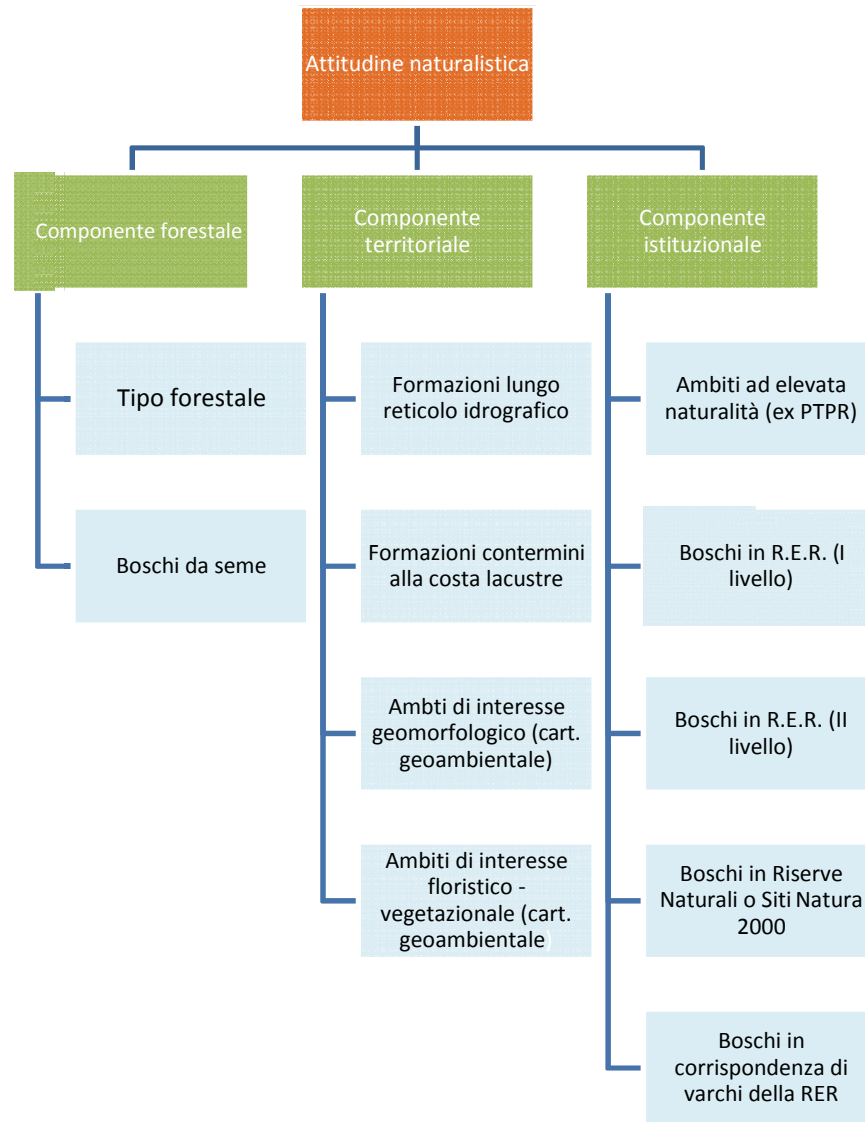 Attitudine naturalistica
Componente forestale
Tipo forestale
Boschi da seme
Componente
territoriale
Formazioni lungo
reticolo idrografico
Formazioni contermini
alla costa lacustre
Ambti di interesse
geomorfologico (cart.
geoambientale)
Ambiti di interesse
floristico -
vegetazionale (cart.
geoambientale)
Componente
istituzionale
Ambiti ad elevata
naturalità (ex PTPR)
Boschi in R.E.R. (I
livello)
Boschi in R.E.R. (II
livello)
Boschi in Riserve
Naturali o Siti Natura
2000
Boschi in
corrispondenza di
varchi della RER